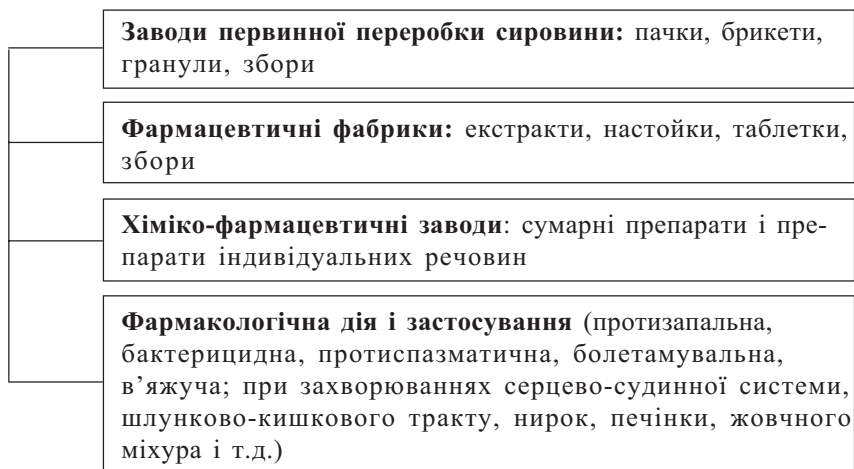 Заводи первинної переробки сировини: пачки, брикети,
гранули, збори
Фармацевтичні фабрики: екстракти, настойки, таблетки,
збори
Хіміко-фармацевтичні заводи: сумарні препарати і пре-
парати індивідуальних речовин
Фармакологічна дія і застосування (протизапальна,
бактерицидна, протиспазматична, болетамувальна,
в’яжуча; при захворюваннях серцево-судинної системи,
шлунково-кишкового тракту, нирок, печінки, жовчного
міхура і т.д.)